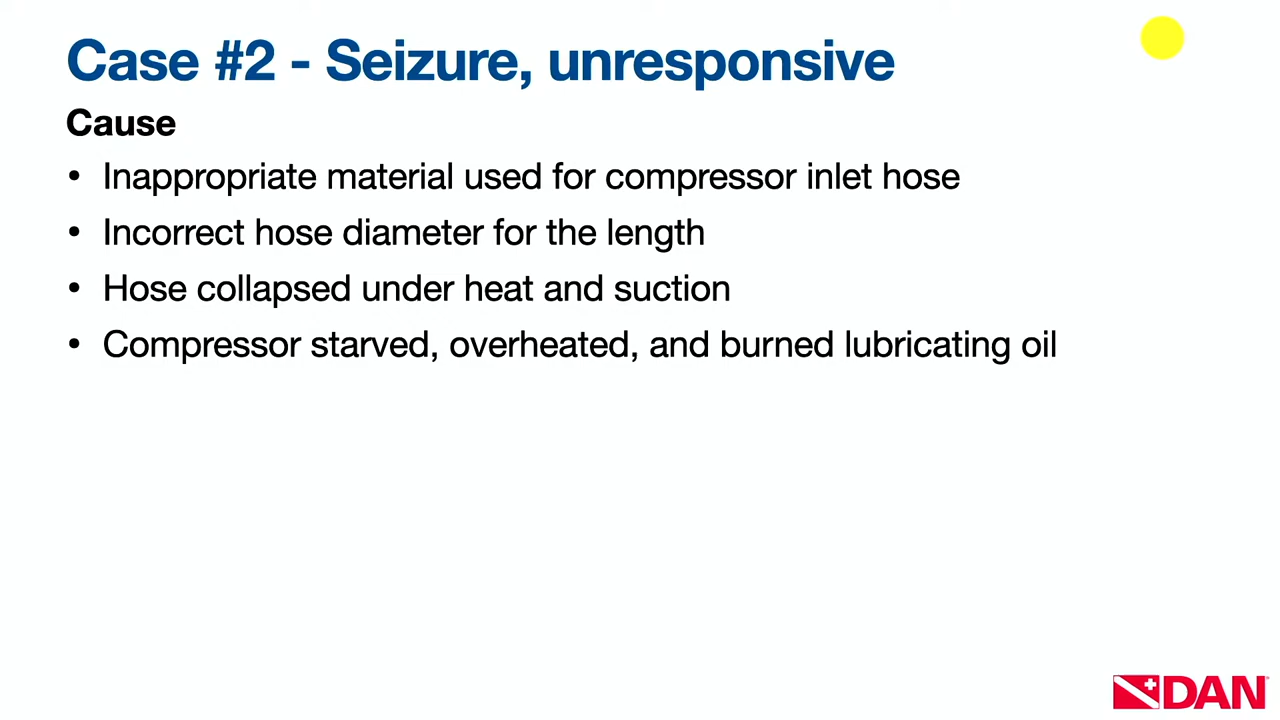 Case #2 - Seizure, unresponsive
Cause
• Inappropriate material used for compressor inlet hose
• Incorrect hose diameter for the length
• Hose collapsed under heat and suction
• Compressor starved, overheated, and burned lubricating oil
DAN